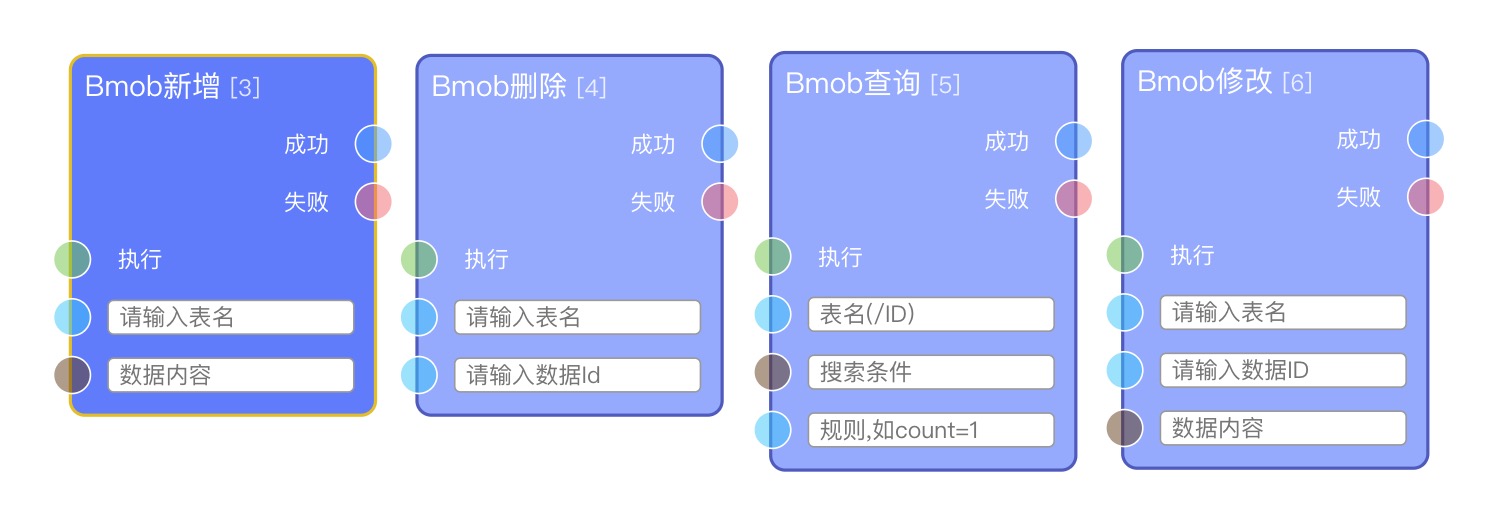 Bmob新增 [3]
成功
失败
执行
请输入表名
数据内容
Bmob删除 [4]
成功
失败
执行
请输入表名
请输入数据Id
Bmob查询 [5]
成功
失败
执行
表名(/ID)
搜索条件
规则,如count=1
Bmob修改 [6]
成功
失败
执行
请输入表名
请输入数据ID
数据内容